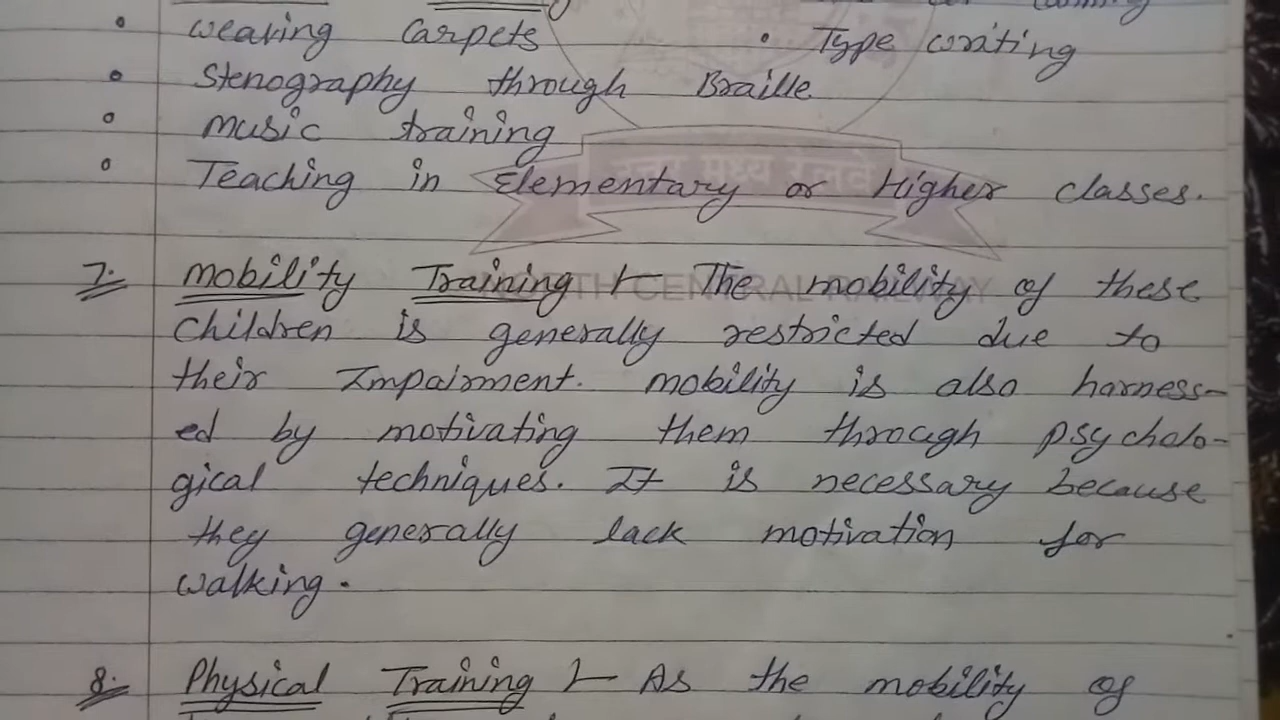 • Weaving Carpets • Type writing
• Stenography through Braille
• Music training
• Teaching in Elementary or Higher classes.
7. Mobility Training :- The mobility of these
children is generally restricted due to
their Impairment. Mobility is also harness-
ed by motivating them through psycholo-
gical techniques. It is necessary because
they generally lack motivation for
walking.
8. Physical Training :- As the mobility of